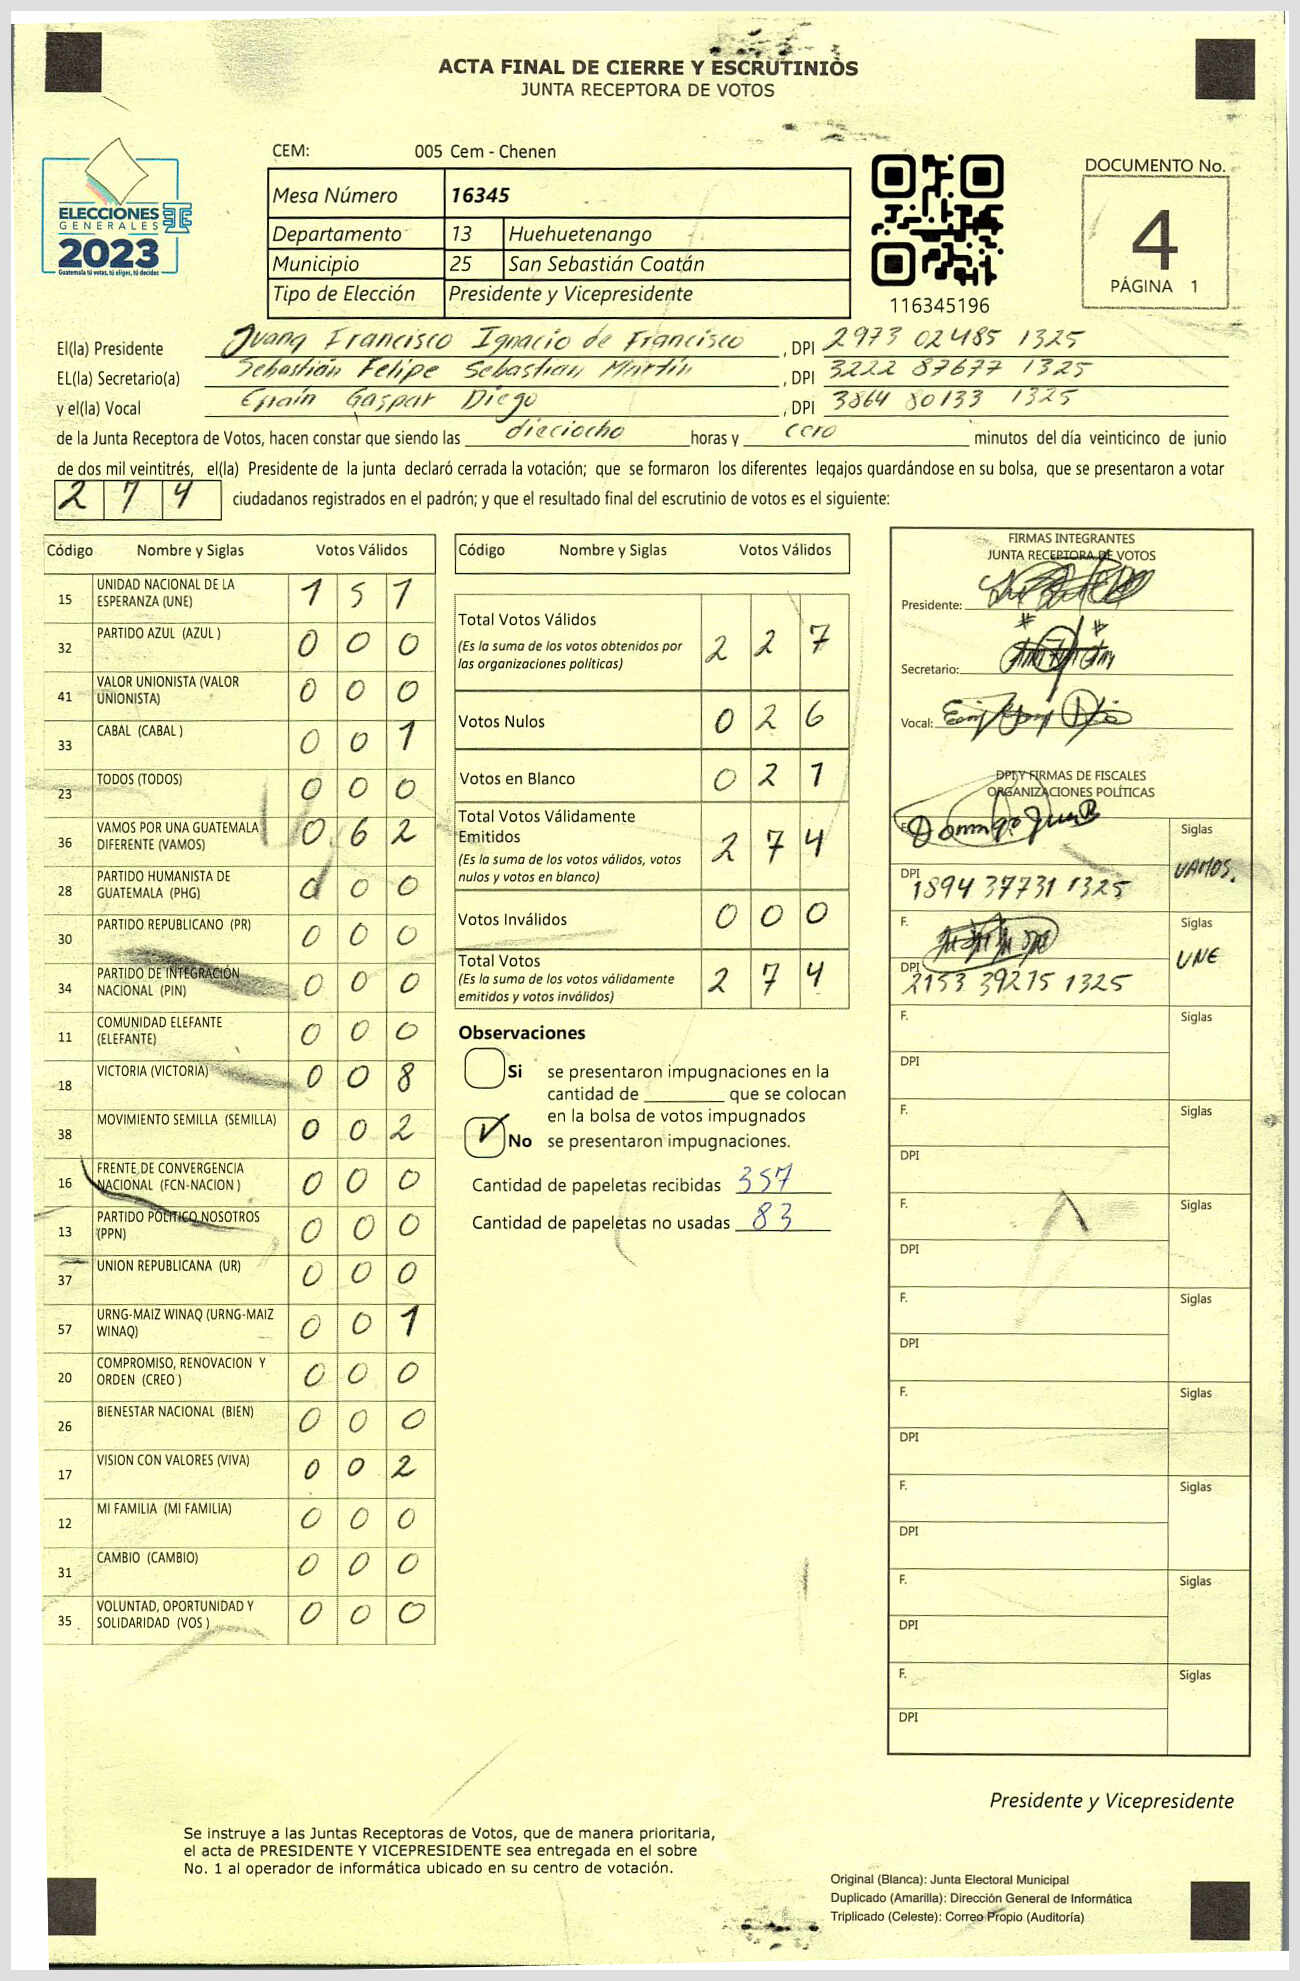 ACTA FINAL DE CIERRE Y ESCRUTINIOS
JUNTA RECEPTORA DE VOTOS
CEM: 005 Cem - Chenen
Mesa Número 16345
Departamento 13 Huehuetenango
Municipio 25 San Sebastián Coatán
Tipo de Elección Presidente y Vicepresidente
ELECCIONES
GENERALES
2023
Guatemala tú votas, tú eliges, tú decides
116345196
DOCUMENTO No.
4
PÁGINA 1
El(la) Presidente Juana Francisco Ignacio de Francisco , DPI 2973 02485 1325
EL(la) Secretario(a) Sebastián Felipe Sebastian Martín , DPI 3222 87677 1325
y el(la) Vocal Efraín Gaspar Diego , DPI 3864 80133 1325
de la Junta Receptora de Votos, hacen constar que siendo las dieciocho horas y cero minutos del día veinticinco de junio
de dos mil veintitrés, el(la) Presidente de la junta declaró cerrada la votación; que se formaron los diferentes legajos guardándose en su bolsa, que se presentaron a votar
2 7 4 ciudadanos registrados en el padrón; y que el resultado final del escrutinio de votos es el siguiente:
Código Nombre y Siglas Votos Válidos
15 UNIDAD NACIONAL DE LA ESPERANZA (UNE) 1 5 1
32 PARTIDO AZUL (AZUL ) 0 0 0
41 VALOR UNIONISTA (VALOR UNIONISTA) 0 0 0
33 CABAL (CABAL ) 0 0 1
23 TODOS (TODOS) 0 0 0
36 VAMOS POR UNA GUATEMALA DIFERENTE (VAMOS) 0 6 2
28 PARTIDO HUMANISTA DE GUATEMALA (PHG) 0 0 0
30 PARTIDO REPUBLICANO (PR) 0 0 0
34 PARTIDO DE INTEGRACIÓN NACIONAL (PIN) 0 0 0
11 COMUNIDAD ELEFANTE (ELEFANTE) 0 0 0
18 VICTORIA (VICTORIA) 0 0 8
38 MOVIMIENTO SEMILLA (SEMILLA) 0 0 2
16 FRENTE DE CONVERGENCIA NACIONAL (FCN-NACION ) 0 0 0
13 PARTIDO POLÍTICO NOSOTROS (PPN) 0 0 0
37 UNION REPUBLICANA (UR) 0 0 0
57 URNG-MAIZ WINAQ (URNG-MAIZ WINAQ) 0 0 1
20 COMPROMISO, RENOVACION Y ORDEN (CREO ) 0 0 0
26 BIENESTAR NACIONAL (BIEN) 0 0 0
17 VISION CON VALORES (VIVA) 0 0 2
12 MI FAMILIA (MI FAMILIA) 0 0 0
31 CAMBIO (CAMBIO) 0 0 0
35 VOLUNTAD, OPORTUNIDAD Y SOLIDARIDAD (VOS ) 0 0 0
Código Nombre y Siglas Votos Válidos
Total Votos Válidos 2 2 7
(Es la suma de los votos obtenidos por
las organizaciones políticas)
Votos Nulos 0 2 6
Votos en Blanco 0 2 1
Total Votos Válidamente
Emitidos 2 7 4
(Es la suma de los votos válidos, votos
nulos y votos en blanco)
Votos Inválidos 0 0 0
Total Votos 2 7 4
(Es la suma de los votos válidamente
emitidos y votos inválidos)
Observaciones
Si se presentaron impugnaciones en la
cantidad de ________ que se colocan
en la bolsa de votos impugnados
No se presentaron impugnaciones.
Cantidad de papeletas recibidas 357
Cantidad de papeletas no usadas 83
FIRMAS INTEGRANTES
JUNTA RECEPTORA DE VOTOS
Presidente:
Secretario:
Vocal:
DPI Y FIRMAS DE FISCALES
ORGANIZACIONES POLÍTICAS
F. Domingo Juan Siglas
DPI 1894 37731 1325 VAMOS.
F. Siglas
DPI 2153 39215 1325 UNE
F. Siglas
DPI
F. Siglas
DPI
F. Siglas
DPI
F. Siglas
DPI
F. Siglas
DPI
F. Siglas
DPI
F. Siglas
DPI
F. Siglas
DPI
Presidente y Vicepresidente
Se instruye a las Juntas Receptoras de Votos, que de manera prioritaria,
el acta de PRESIDENTE Y VICEPRESIDENTE sea entregada en el sobre
No. 1 al operador de informática ubicado en su centro de votación.
Original (Blanca): Junta Electoral Municipal
Duplicado (Amarilla): Dirección General de Informática
Triplicado (Celeste): Correo Propio (Auditoría)